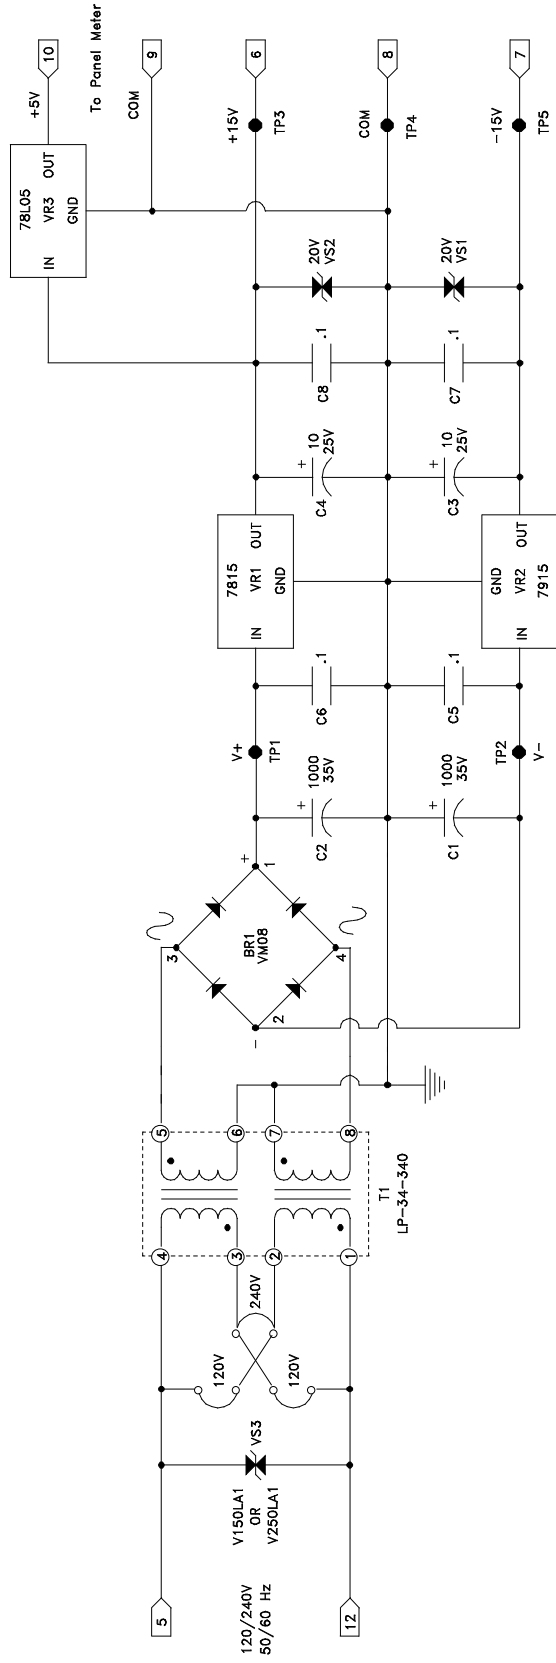 5
120/240V
50/60 Hz
12
V150LA1
OR
V250LA1
VS3
120V
120V
240V
4
3
2
1
5
6
7
8
T1
LP-34-340
3
BR1
VM08
4
2
-
+
1
C2
+
1000
35V
C1
+
1000
35V
V+
TP1
TP2
V-
C6
.1
C5
.1
7815
IN
VR1
OUT
GND
GND
IN
VR2
OUT
7915
C4
+
10
25V
C3
+
10
25V
C8
.1
C7
.1
20V
VS2
20V
VS1
78L05
IN
VR3
OUT
GND
+5V
10
To Panel Meter
COM
9
+15V
TP3
6
COM
TP4
8
-15V
TP5
7